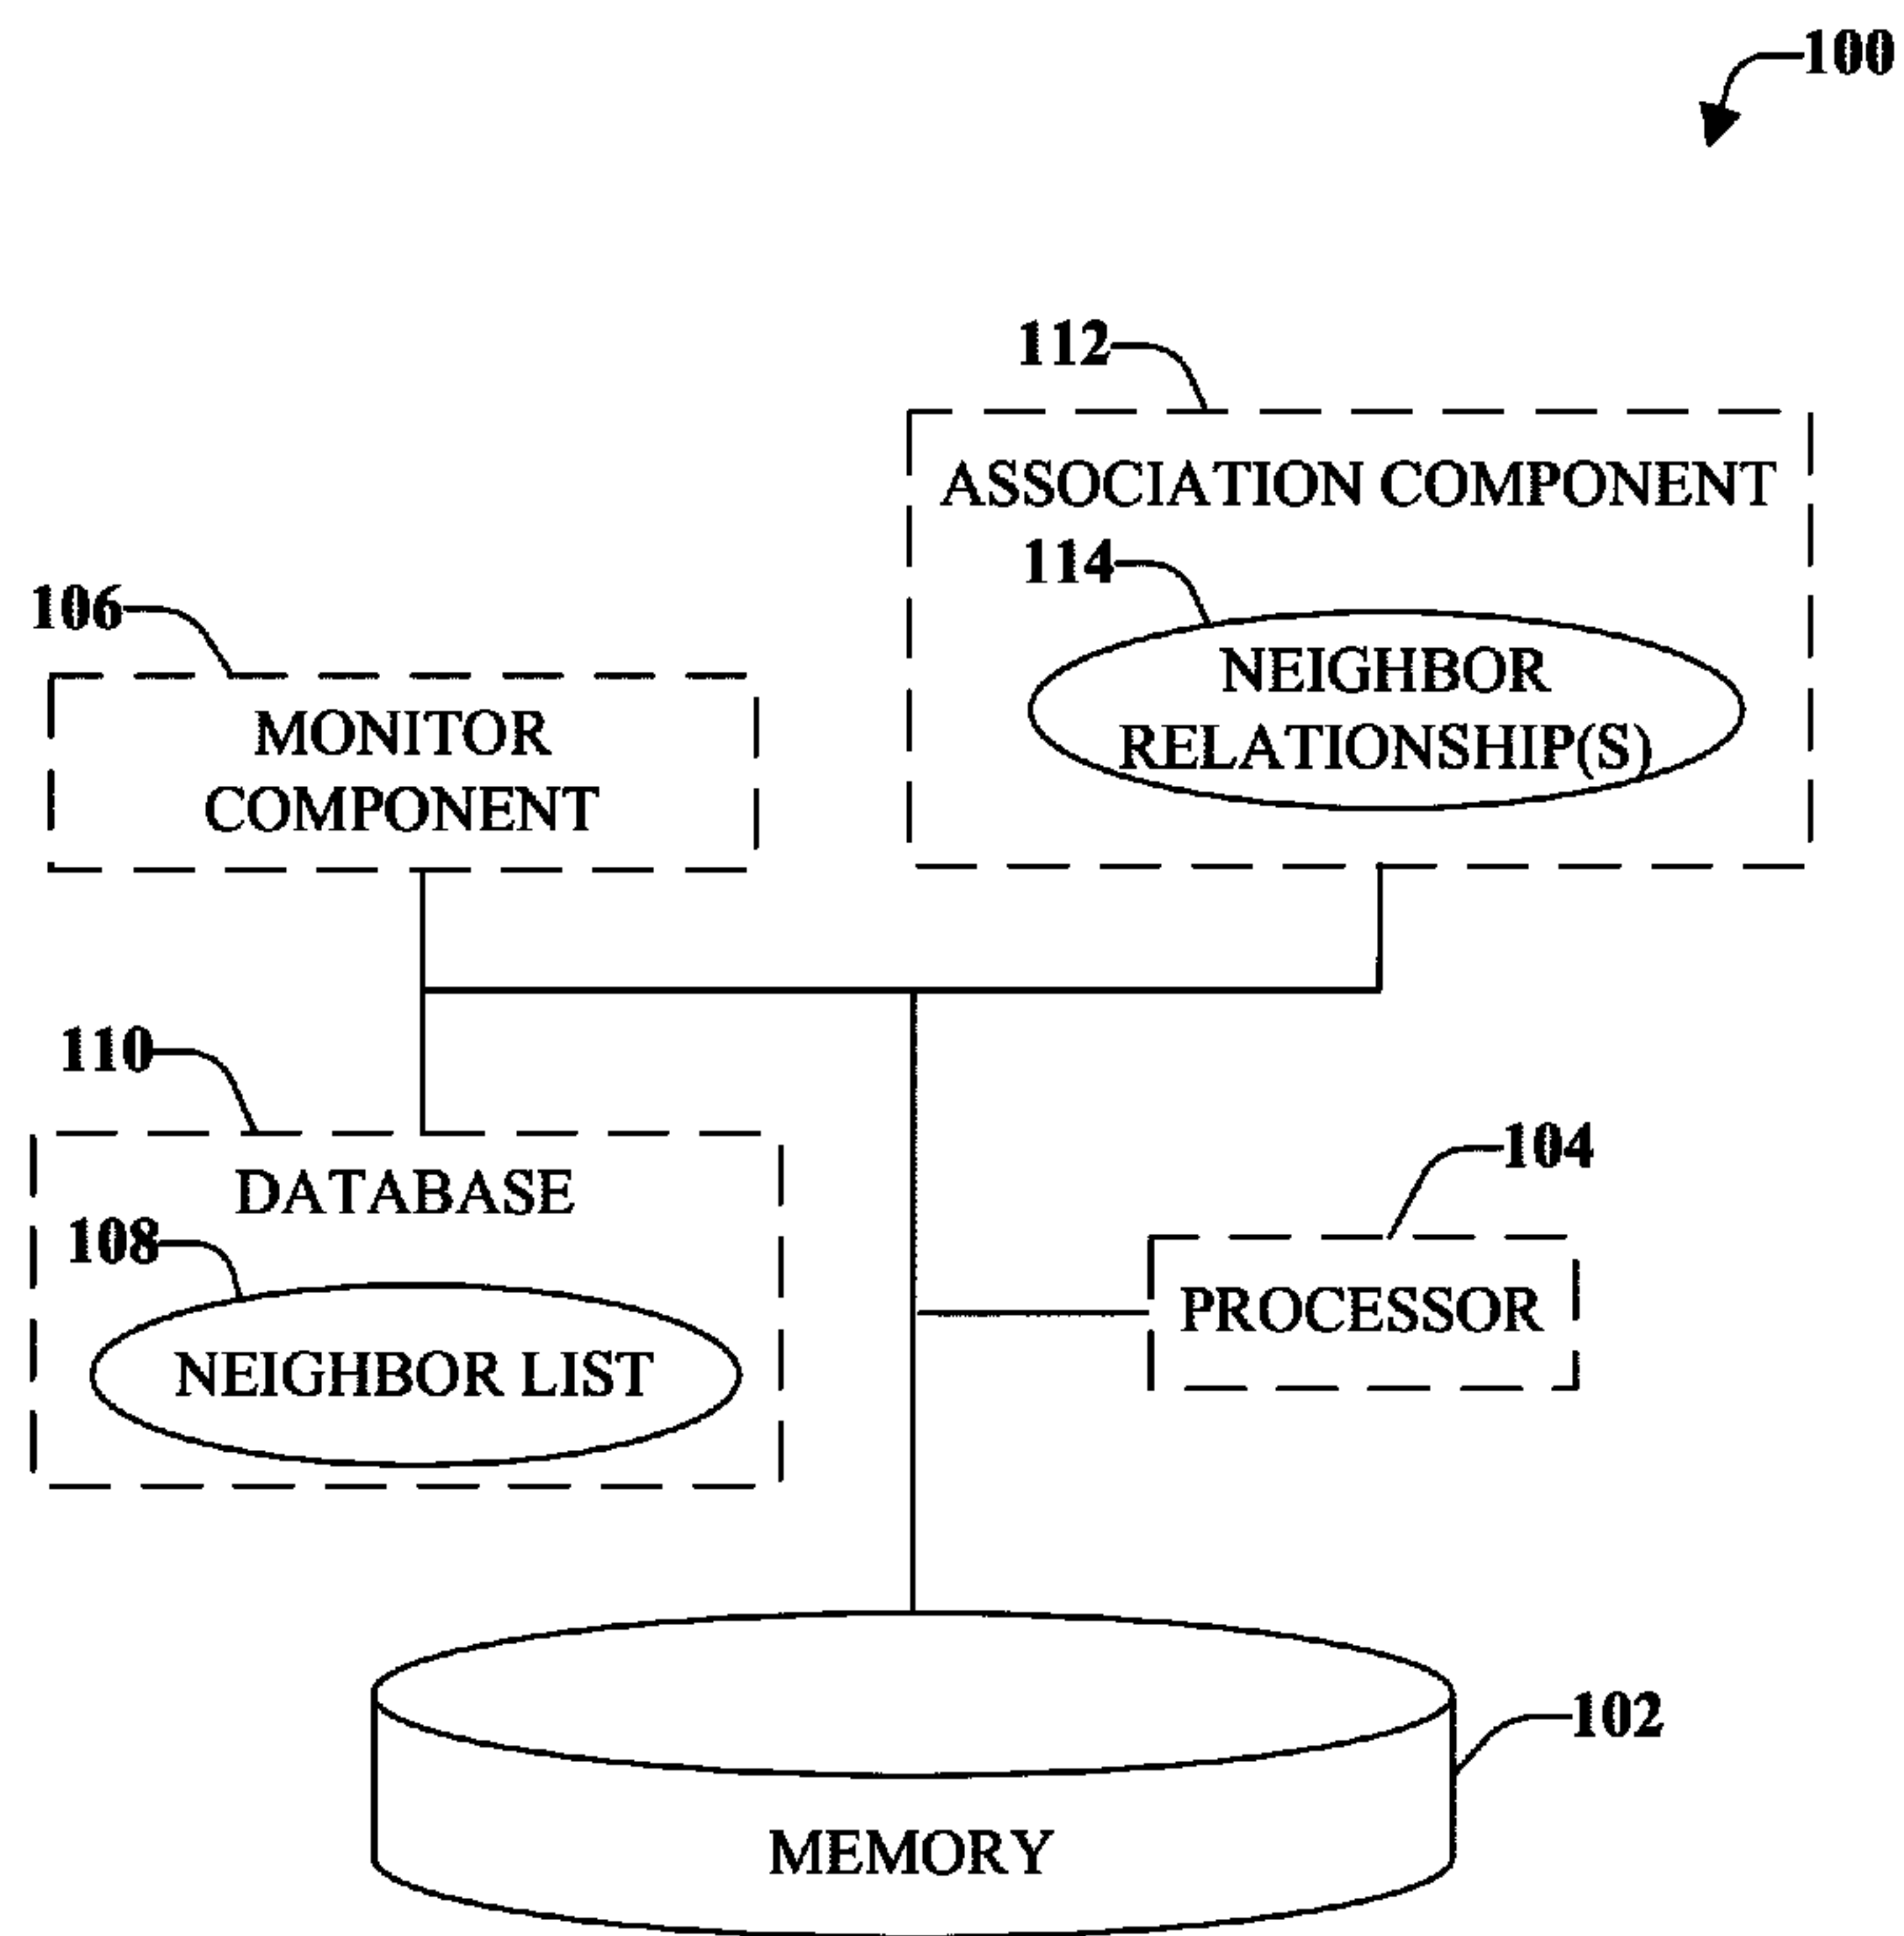 100
112
ASSOCIATION COMPONENT
114
NEIGHBOR
RELATIONSHIP(S)
106
MONITOR
COMPONENT
110
DATABASE
108
NEIGHBOR LIST
104
PROCESSOR
102
MEMORY